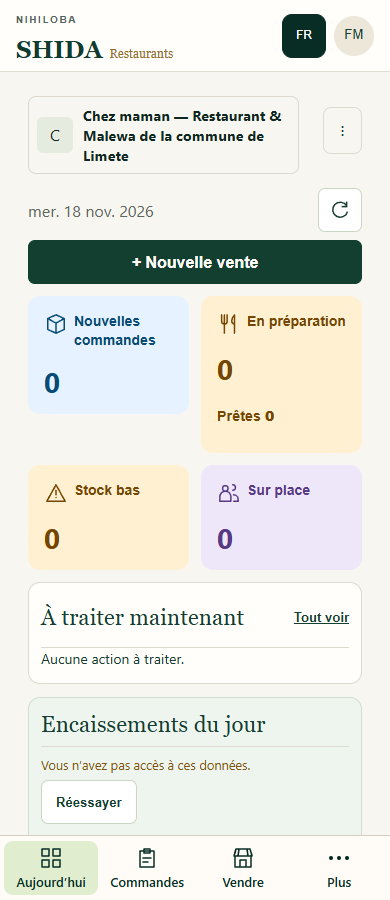 NIHILOBA
SHIDA Restaurants
FR
FM
C
Chez maman — Restaurant &
Malewa de la commune de
Limete
mer. 18 nov. 2026
+ Nouvelle vente
Nouvelles
commandes
0
En préparation
0
Prêtes 0
Stock bas
0
Sur place
0
À traiter maintenant
Tout voir
Aucune action à traiter.
Encaissements du jour
Vous n'avez pas accès à ces données.
Réessayer
Aujourd'hui
Commandes
Vendre
Plus